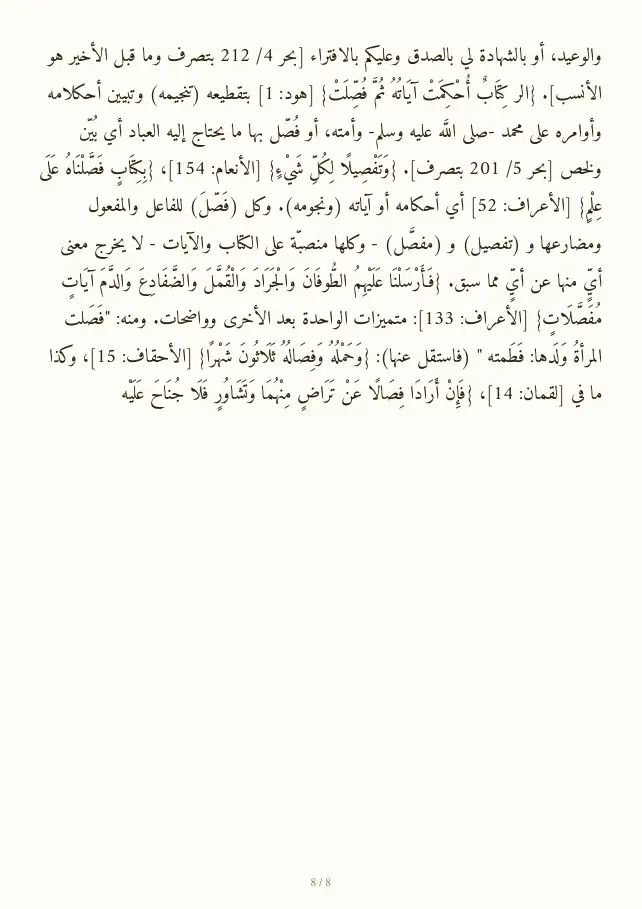 والوعيد، أو بالشهادة لي بالصدق وعليكم بالافتراء [بحر 4/ 212 بتصرف وما قبل الأخير هو
الأنسب]. {الر كِتَابٌ أُحْكِمَتْ آيَاتُهُ ثُمَّ فُصِّلَتْ} [هود: 1] بتقطيعه (تنجيمه) وتبيين أحكلامه
وأوامره على محمد -صلى الله عليه وسلم- وأمته، أو فُصّل بها ما يحتاج إليه العباد أي بُيّن
ولخص [بحر 5/ 201 بتصرف]. {وَتَفْصِيلًا لِكُلِّ شَيْءٍ} [الأنعام: 154]، {بِكِتَابٍ فَصَّلْنَاهُ عَلَى
عِلْمٍ} [الأعراف: 52] أي أحكامه أو آياته (ونجومه). وكل (فَصّلَ) للفاعل والمفعول
ومضارعها و (تفصيل) و (مفصَّل) - وكلها منصبّة على الكتاب والآيات - لا يخرج معنى
أيٍّ منها عن أيٍّ مما سبق. {فَأَرْسَلْنَا عَلَيْهِمُ الطُّوفَانَ وَالْجَرَادَ وَالْقُمَّلَ وَالضَّفَادِعَ وَالدَّمَ آيَاتٍ
مُفَصَّلَاتٍ} [الأعراف: 133]: متميزات الواحدة بعد الأخرى وواضحات. ومنه: "فَصَلت
المرأةُ وَلَدَها: فَطَمته " (فاستقل عنها): {وَحَمْلُهُ وَفِصَالُهُ ثَلَاثُونَ شَهْرًا} [الأحقاف: 15]، وكذا
ما في [لقمان: 14]، {فَإِنْ أَرَادَا فِصَالًا عَنْ تَرَاضٍ مِنْهُمَا وَتَشَاوُرٍ فَلَا جُنَاحَ عَلَيْه
8 / 8